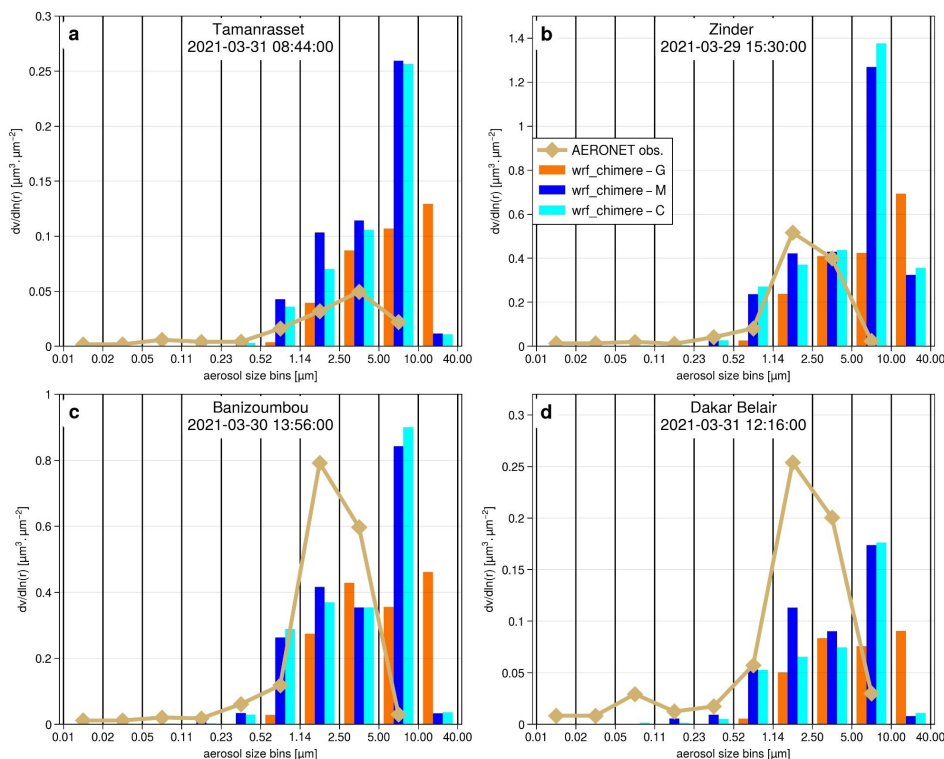 a
Tamanrasset
2021-03-31 08:44:00
dv/dln(r) [µm³.µm⁻²]
0.3
0.25
0.2
0.15
0.1
0.05
0
0.01 0.02 0.05 0.11 0.23 0.52 1.14 2.50 5.00 10.00 40.00
aerosol size bins [µm]
b
Zinder
2021-03-29 15:30:00
dv/dln(r) [µm³.µm⁻²]
1.4
1.2
1
0.8
0.6
0.4
0.2
0
AERONET obs.
wrf_chimere – G
wrf_chimere – M
wrf_chimere – C
0.01 0.02 0.05 0.11 0.23 0.52 1.14 2.50 5.00 10.00 40.00
aerosol size bins [µm]
c
Banizoumbou
2021-03-30 13:56:00
dv/dln(r) [µm³.µm⁻²]
1
0.8
0.6
0.4
0.2
0
0.01 0.02 0.05 0.11 0.23 0.52 1.14 2.50 5.00 10.00 40.00
aerosol size bins [µm]
d
Dakar Belair
2021-03-31 12:16:00
dv/dln(r) [µm³.µm⁻²]
0.3
0.25
0.2
0.15
0.1
0.05
0
0.01 0.02 0.05 0.11 0.23 0.52 1.14 2.50 5.00 10.00 40.00
aerosol size bins [µm]